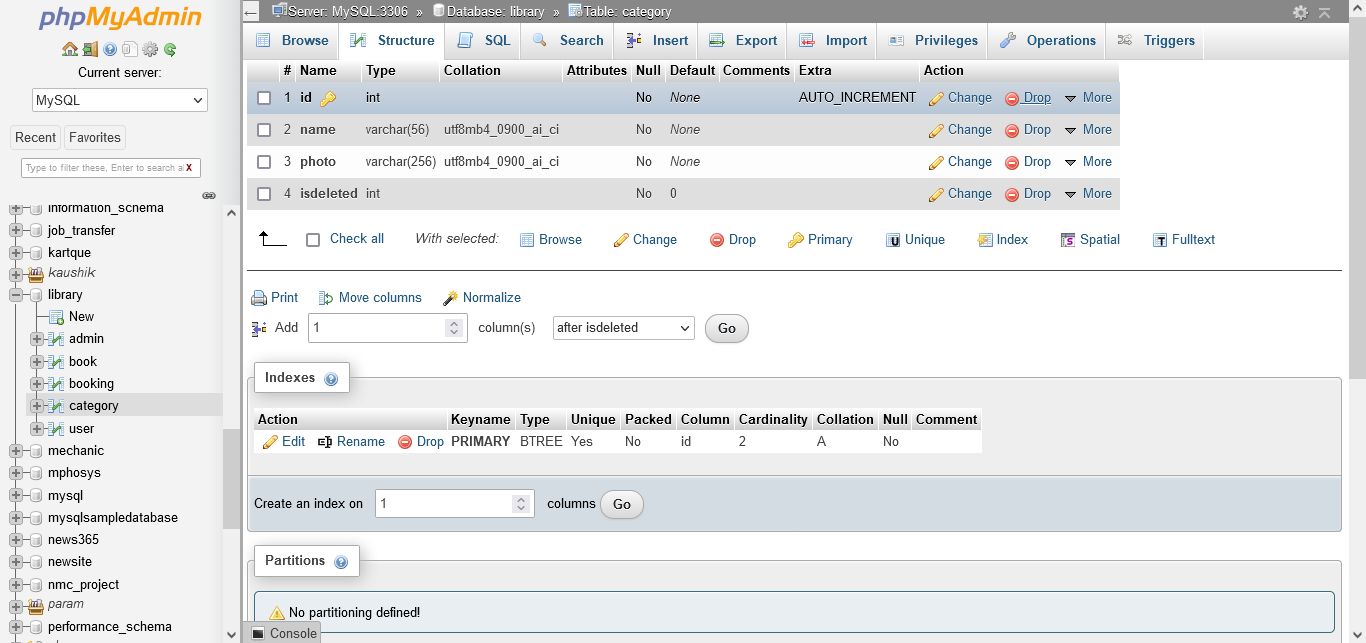 phpMyAdmin
Current server:
MySQL
Recent Favorites
Type to filter these, Enter to search al X
information_schema
job_transfer
kartque
kaushik
library
New
admin
book
booking
category
user
mechanic
mphosys
mysql
mysqlsampledatabase
news365
newsite
nmc_project
param
performance_schema
Server: MySQL:3306 » Database: library » Table: category
Browse Structure SQL Search Insert Export Import Privileges Operations Triggers
# Name Type Collation Attributes Null Default Comments Extra Action
1 id int No None AUTO_INCREMENT Change Drop More
2 name varchar(56) utf8mb4_0900_ai_ci No None Change Drop More
3 photo varchar(256) utf8mb4_0900_ai_ci No None Change Drop More
4 isdeleted int No 0 Change Drop More
Check all With selected: Browse Change Drop Primary Unique Index Spatial Fulltext
Print Move columns Normalize
Add 1 column(s) after isdeleted Go
Indexes
Action Keyname Type Unique Packed Column Cardinality Collation Null Comment
Edit Rename Drop PRIMARY BTREE Yes No id 2 A No
Create an index on 1 columns Go
Partitions
No partitioning defined!
Console